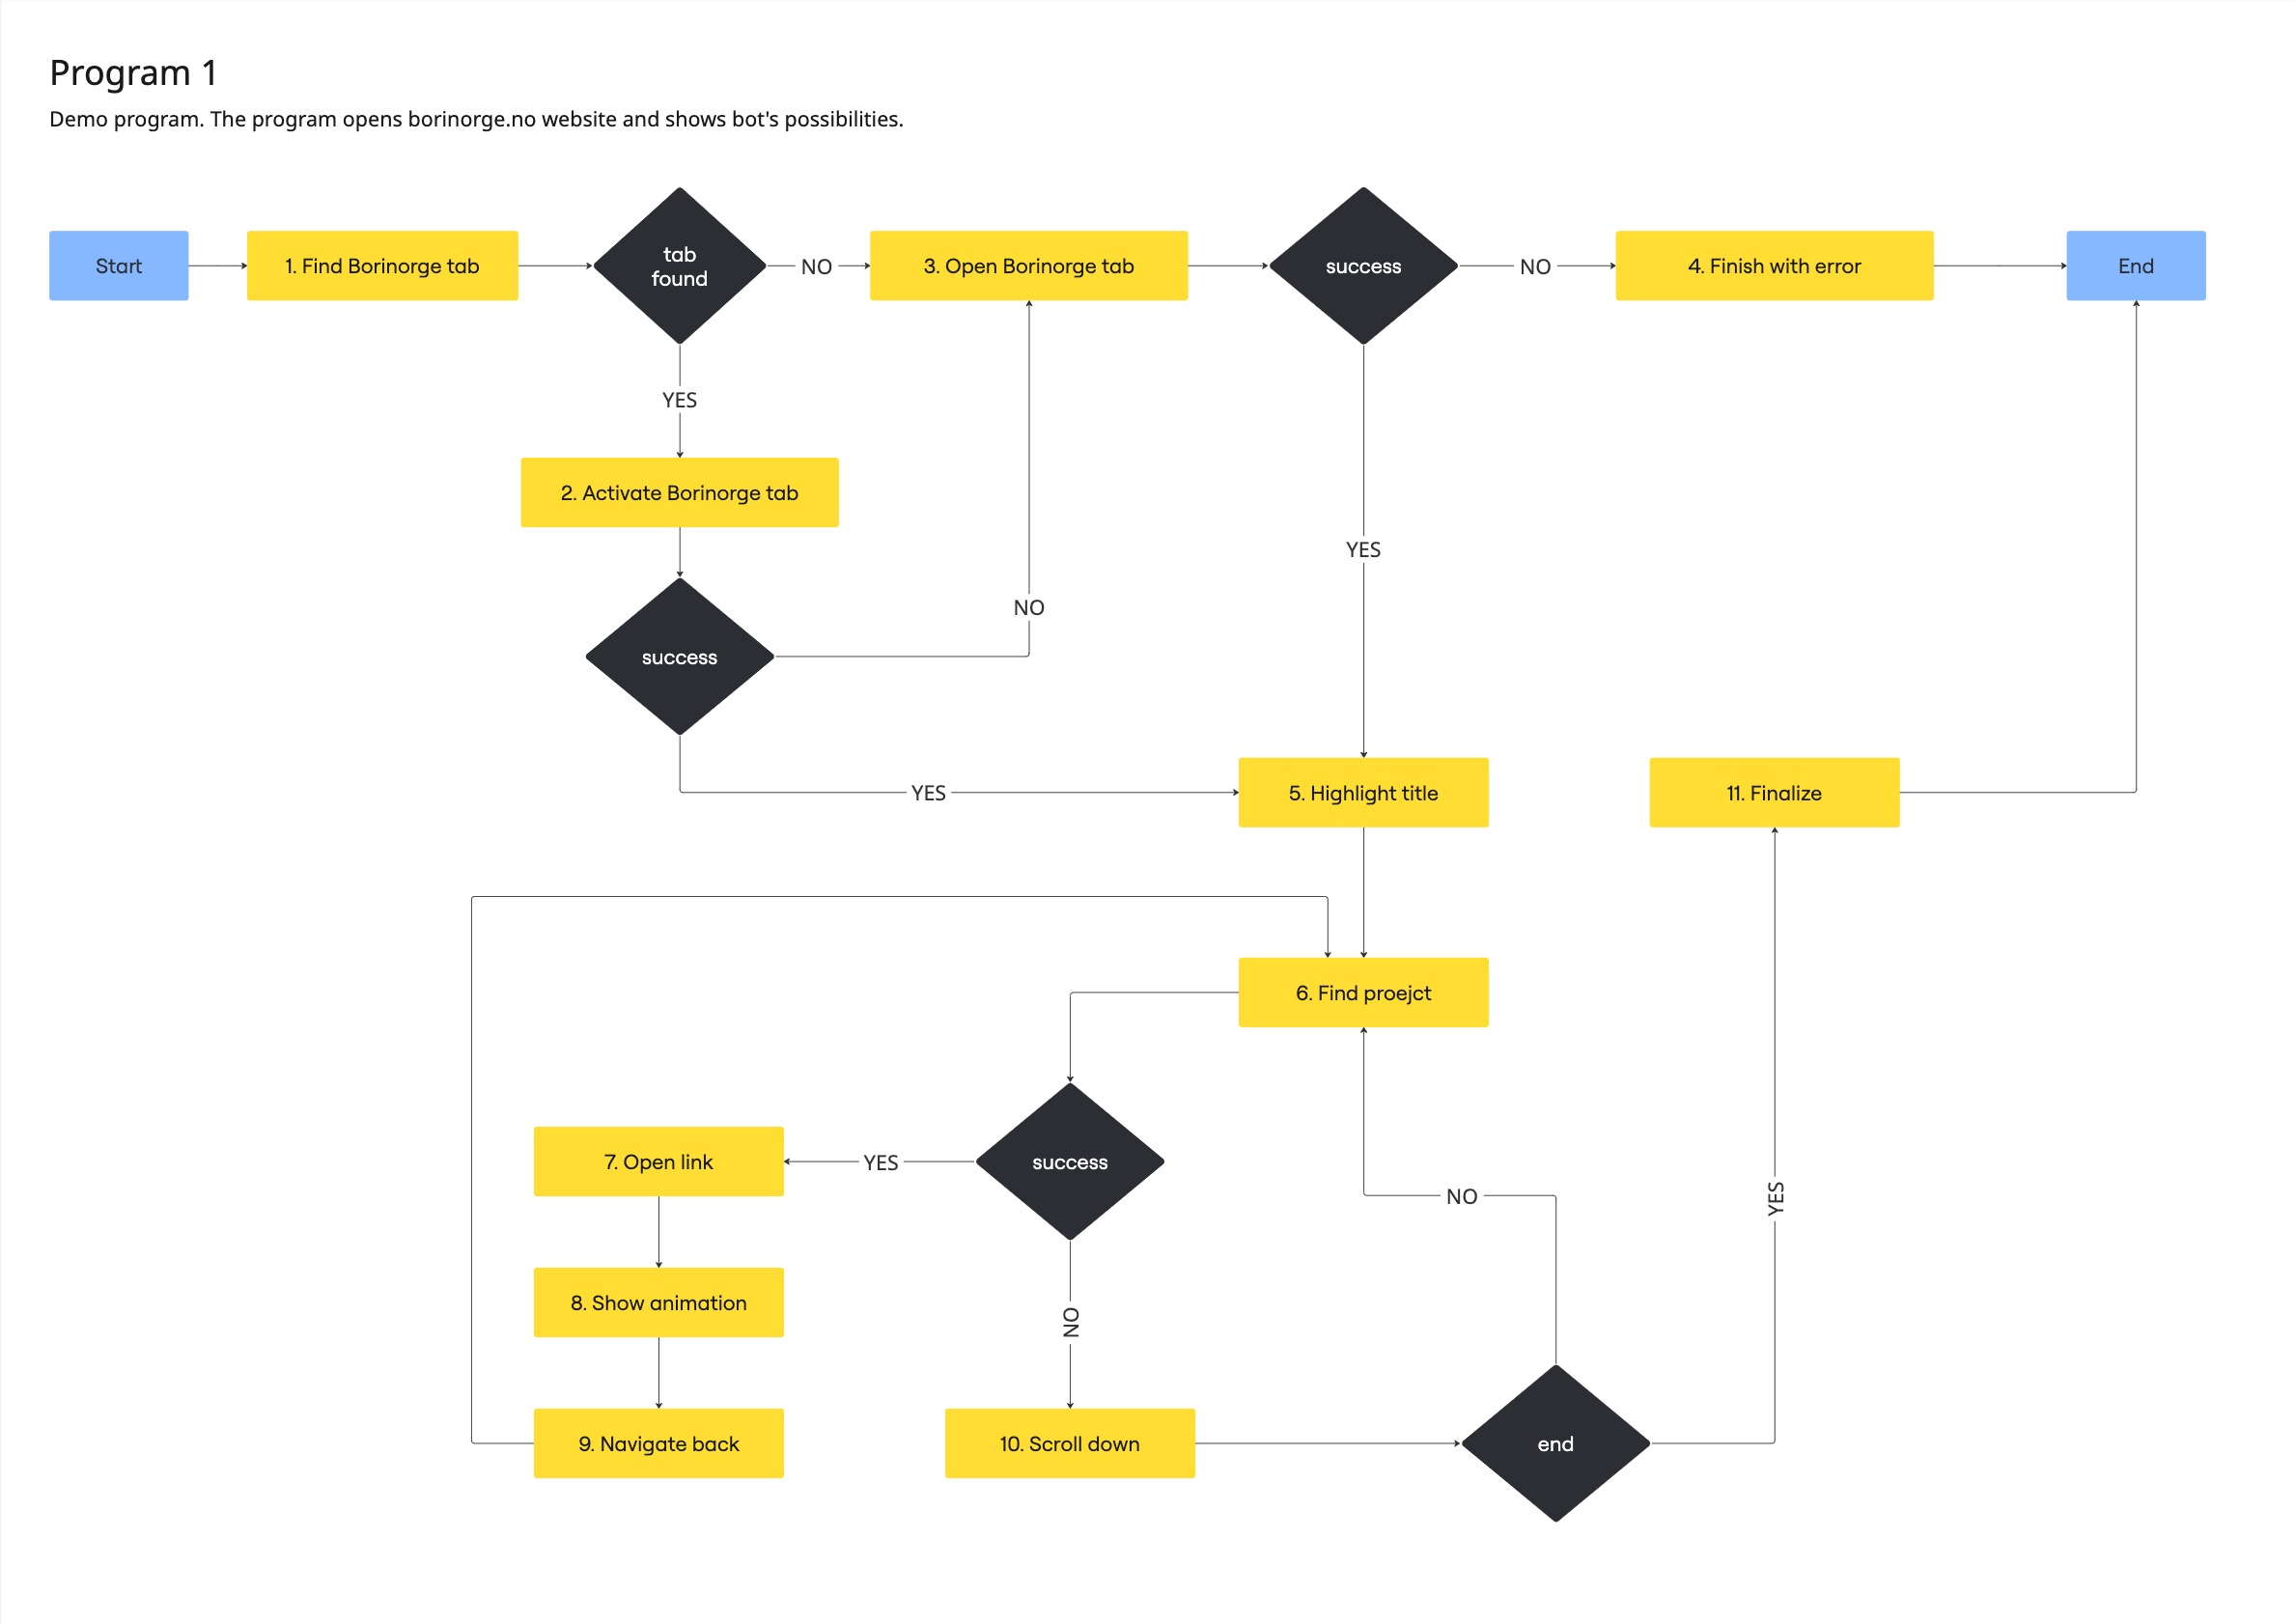 Program 1
Demo program. The program opens borinorge.no website and shows bot's possibilities.
Start
1. Find Borinorge tab
tab
found
NO
3. Open Borinorge tab
success
NO
4. Finish with error
End
YES
2. Activate Borinorge tab
YES
NO
success
YES
5. Highlight title
11. Finalize
6. Find proejct
7. Open link
YES
success
NO
YES
8. Show animation
NO
9. Navigate back
10. Scroll down
end